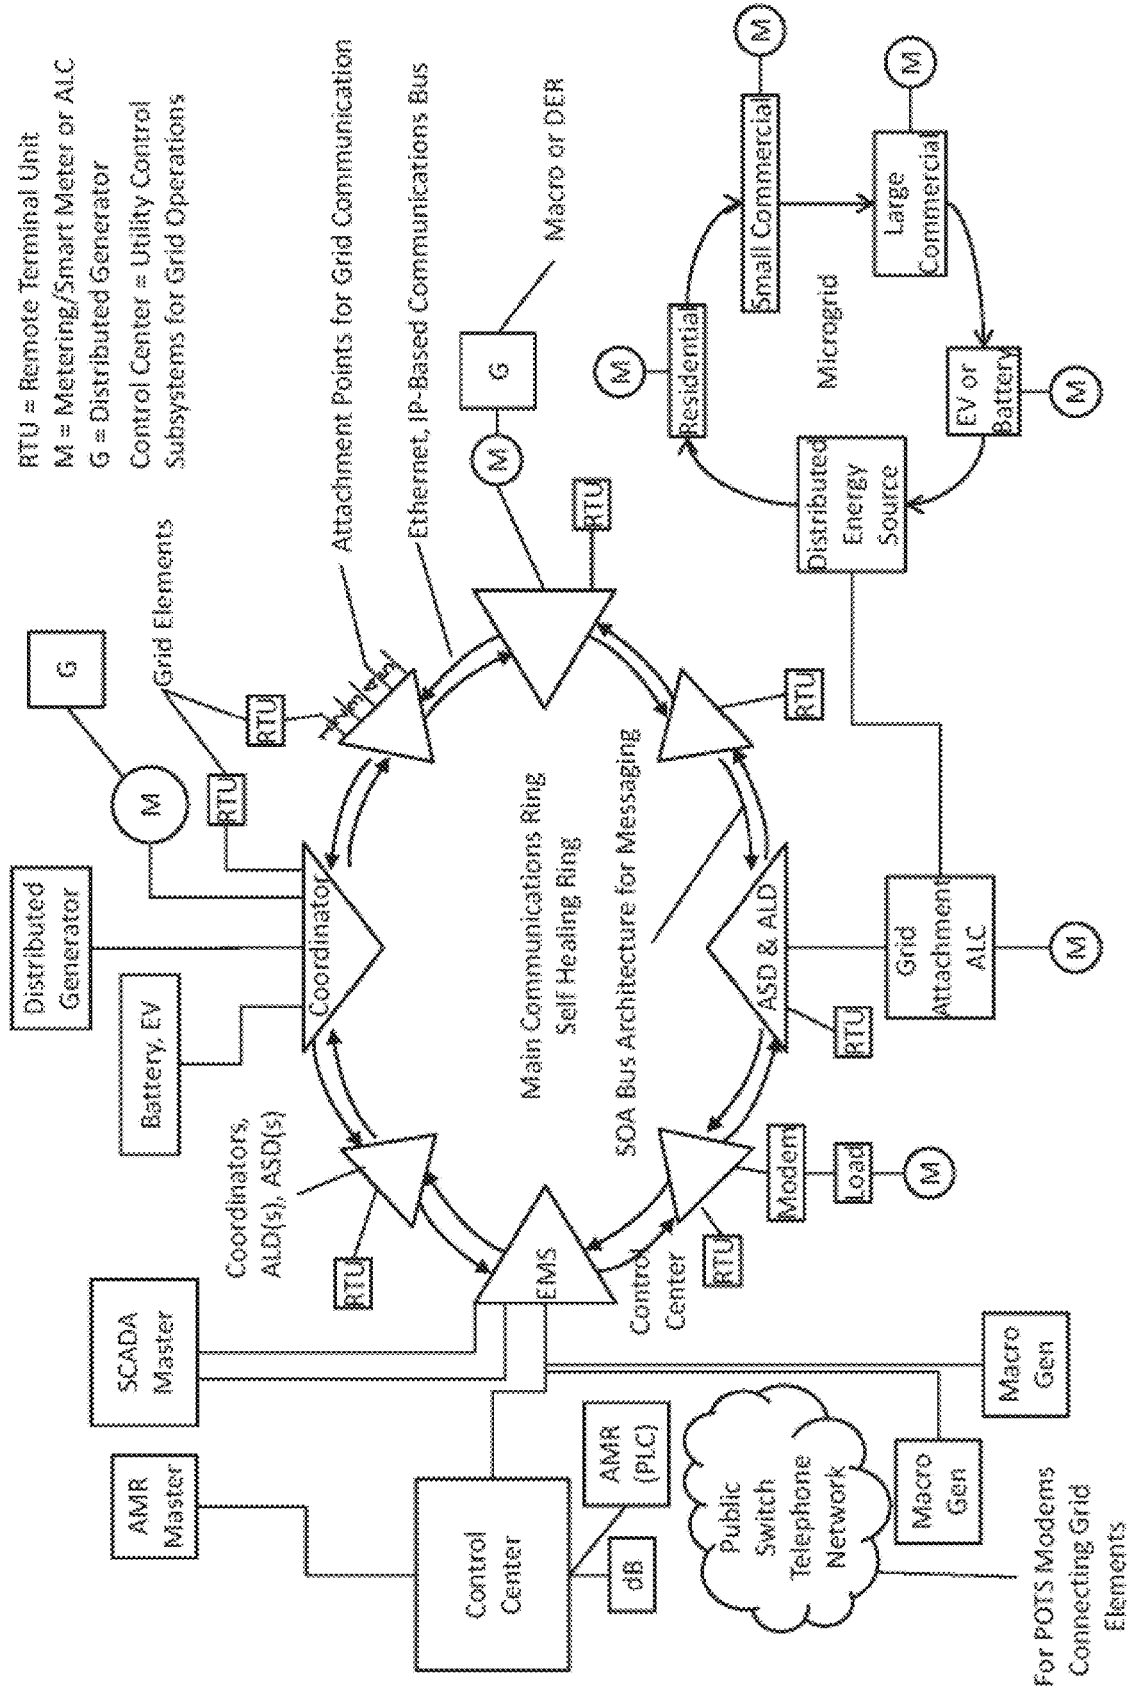 RTU = Remote Terminal Unit
M = Metering/Smart Meter or ALC
G = Distributed Generator
Control Center = Utility Control
Subsystems for Grid Operations
AMR
Master
SCADA
Master
Battery, EV
Distributed
Generator
M
G
RTU
RTU
Grid Elements
Attachment Points for Grid Communication
Ethernet, IP-Based Communications Bus
Coordinators,
ALD(s), ASD(s)
RTU
Coordinator
Control
Center
dB
AMR
(PLC)
EMS
Control
Center
Main Communications Ring
Self Healing Ring
SOA Bus Architecture for Messaging
M
G
Macro or DER
RTU
RTU
Public
Switch
Telephone
Network
For POTS Modems
Connecting Grid
Elements
Macro
Gen
Macro
Gen
RTU
Modem
Load
M
RTU
ASD & ALD
Grid
Attachment
ALC
M
Distributed
Energy
Source
Residential
M
Small Commercial
M
Large
Commercial
M
EV or
Battery
M
Microgrid